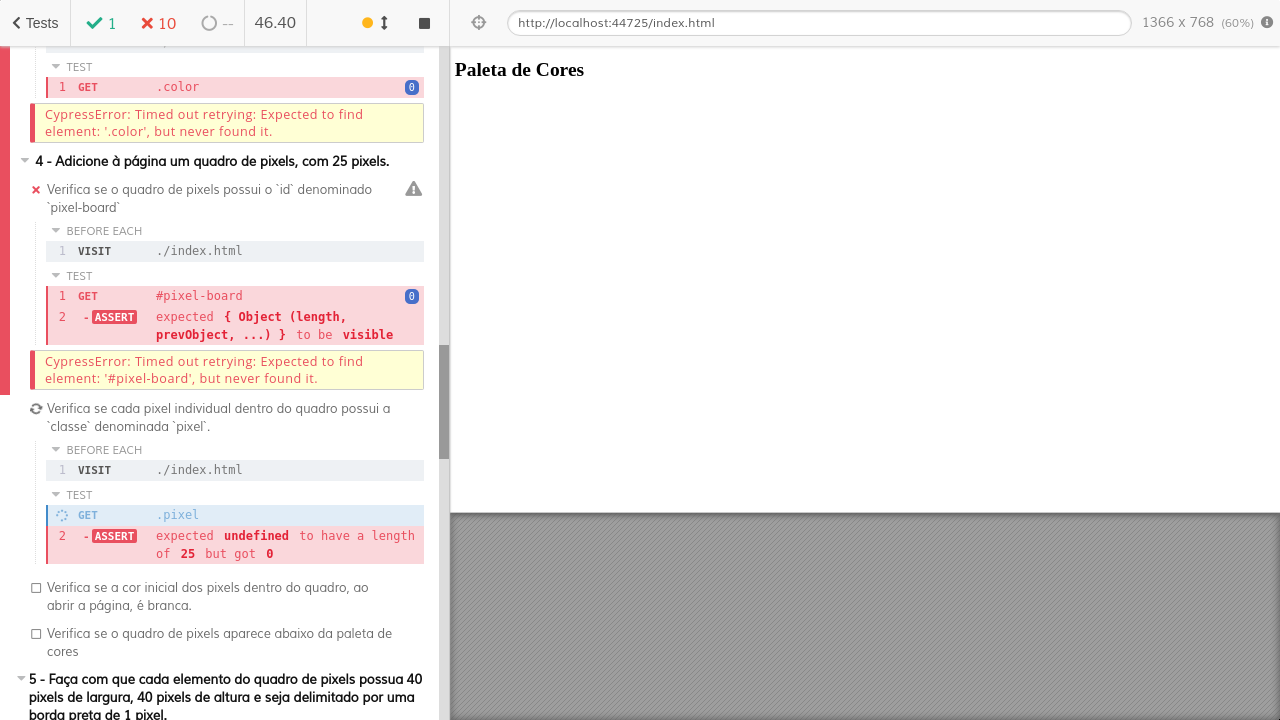 Tests
1
10
--
46.40
http://localhost:44725/index.html
1366 x 768 (60%)
TEST
1 GET .color 0
CypressError: Timed out retrying: Expected to find
element: '.color', but never found it.
4 - Adicione à página um quadro de pixels, com 25 pixels.
Verifica se o quadro de pixels possui o `id` denominado
`pixel-board`
BEFORE EACH
1 VISIT ./index.html
TEST
1 GET #pixel-board 0
2 -ASSERT expected { Object (length,
prevObject, ...) } to be visible
CypressError: Timed out retrying: Expected to find
element: '#pixel-board', but never found it.
Verifica se cada pixel individual dentro do quadro possui a
`classe` denominada `pixel`.
BEFORE EACH
1 VISIT ./index.html
TEST
GET .pixel
2 -ASSERT expected undefined to have a length
of 25 but got 0
Verifica se a cor inicial dos pixels dentro do quadro, ao
abrir a página, é branca.
Verifica se o quadro de pixels aparece abaixo da paleta de
cores
5 - Faça com que cada elemento do quadro de pixels possua 40
pixels de largura, 40 pixels de altura e seja delimitado por uma
borda preta de 1 pixel.
Paleta de Cores